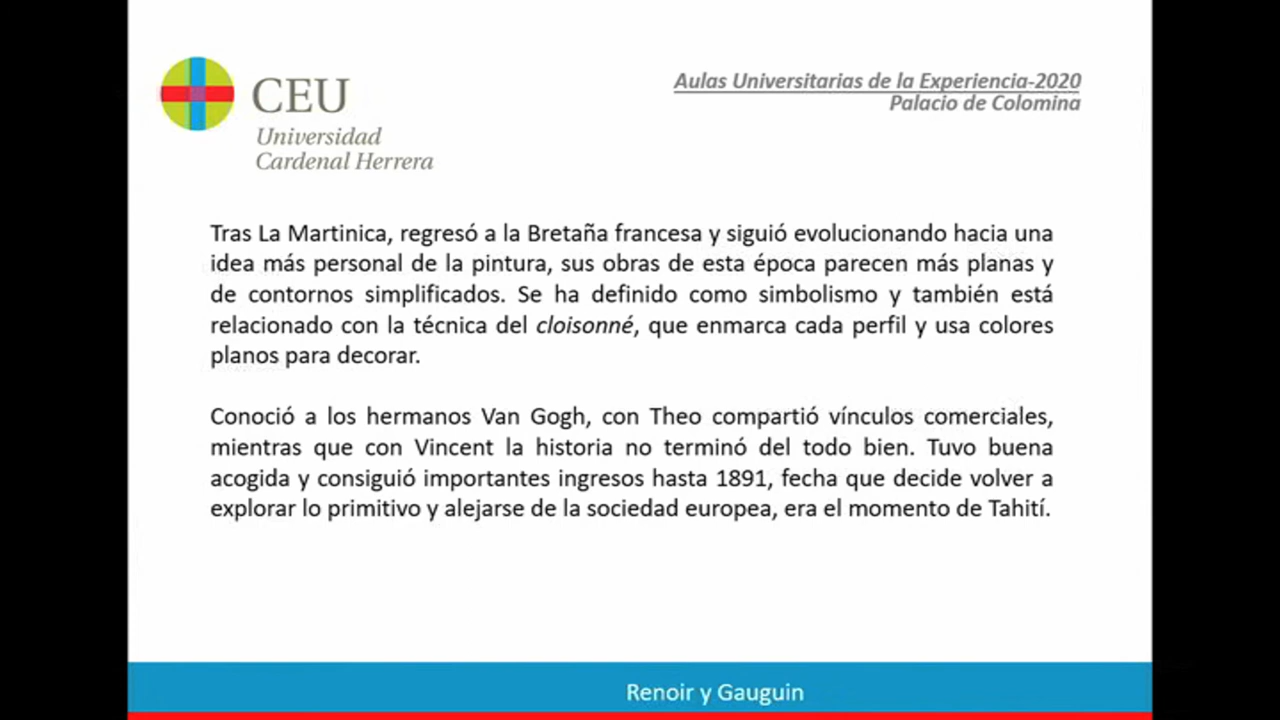 CEU
Universidad
Cardenal Herrera
Aulas Universitarias de la Experiencia-2020
Palacio de Colomina
Tras La Martinica, regresó a la Bretaña francesa y siguió evolucionando hacia una
idea más personal de la pintura, sus obras de esta época parecen más planas y
de contornos simplificados. Se ha definido como simbolismo y también está
relacionado con la técnica del cloisonné, que enmarca cada perfil y usa colores
planos para decorar.
Conoció a los hermanos Van Gogh, con Theo compartió vínculos comerciales,
mientras que con Vincent la historia no terminó del todo bien. Tuvo buena
acogida y consiguió importantes ingresos hasta 1891, fecha que decide volver a
explorar lo primitivo y alejarse de la sociedad europea, era el momento de Tahití.
Renoir y Gauguin